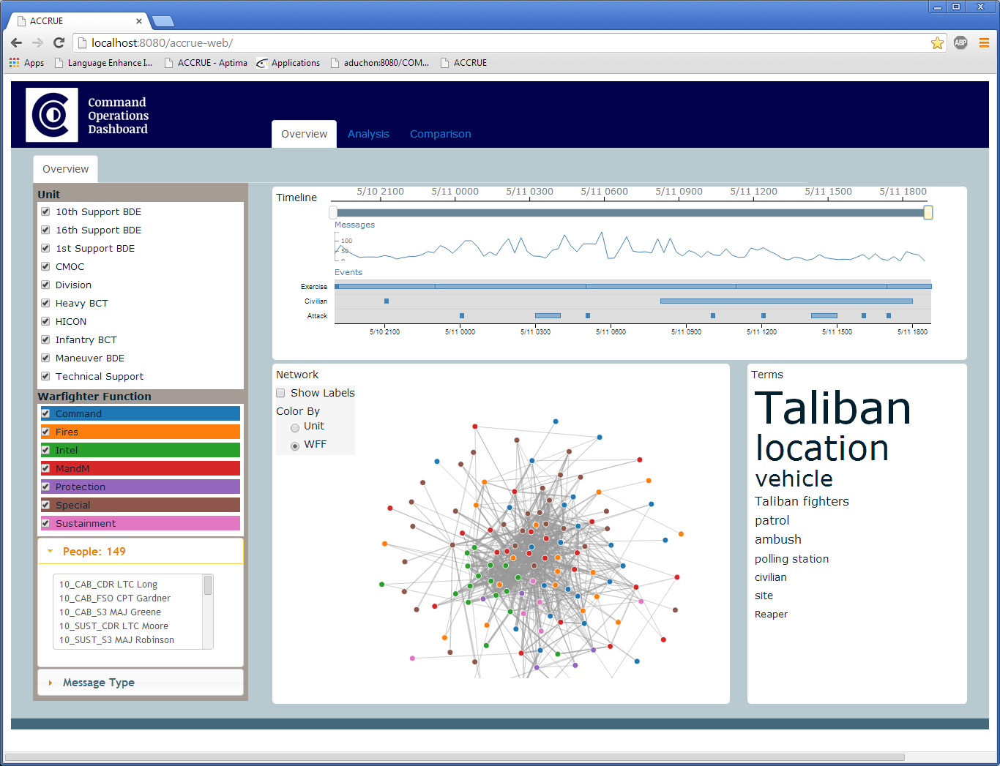 ACCRUE
localhost:8080/accrue-web/
ABP
Apps
Language Enhance I...
ACCRUE - Aptima
Applications
aduchon:8080/COM...
ACCRUE
Command
Operations
Dashboard
Overview
Analysis
Comparison
Overview
Unit
10th Support BDE
16th Support BDE
1st Support BDE
CMOC
Division
Heavy BCT
HICON
Infantry BCT
Maneuver BDE
Technical Support
Warfighter Function
Command
Fires
Intel
MandM
Protection
Special
Sustainment
People: 149
10_CAB_CDR LTC Long
10_CAB_FSO CPT Gardner
10_CAB_S3 MAJ Greene
10_SUST_CDR LTC Moore
10_SUST_S3 MAJ Robinson
Message Type
Timeline
5/10 2100 5/11 0000 5/11 0300 5/11 0600 5/11 0900 5/11 1200 5/11 1500 5/11 1800
Messages
100
50
0
Events
Exercise
Civilian
Attack
5/10 2100 5/11 0000 5/11 0300 5/11 0600 5/11 0900 5/11 1200 5/11 1500 5/11 1800
Network
Show Labels
Color By
Unit
WFF
Terms
Taliban
location
vehicle
Taliban fighters
patrol
ambush
polling station
civilian
site
Reaper